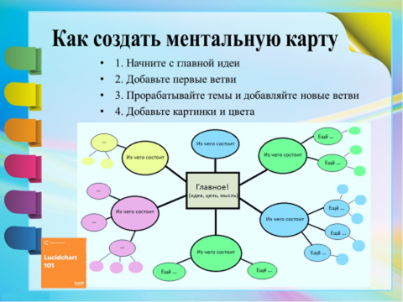 Как создать ментальную карту
• 1. Начните с главной идеи
• 2. Добавьте первые ветви
• 3. Прорабатывайте темы и добавляйте новые ветви
• 4. Добавьте картинки и цвета
...
Из чего состоит
Из чего состоит
Из чего состоит
Ещё ...
Ещё ...
...
Главное!
(идея, цель, мысль)
Из чего состоит
...
Из чего состоит
Ещё ...
Ещё ...
...
Из чего состоит
Ещё ...
Ещё ...
Lucidchart
101